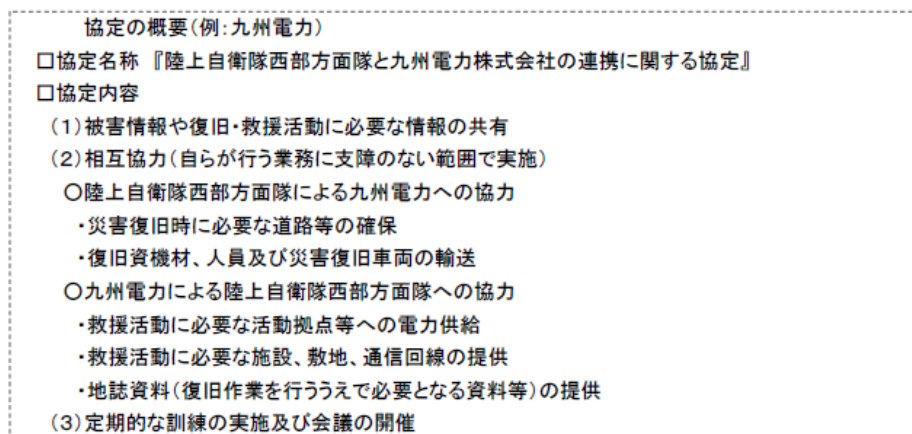 協定の概要(例:九州電力)
□協定名称 『陸上自衛隊西部方面隊と九州電力株式会社の連携に関する協定』
□協定内容
(1)被害情報や復旧・救援活動に必要な情報の共有
(2)相互協力(自らが行う業務に支障のない範囲で実施)
○陸上自衛隊西部方面隊による九州電力への協力
・災害復旧時に必要な道路等の確保
・復旧資機材、人員及び災害復旧車両の輸送
○九州電力による陸上自衛隊西部方面隊への協力
・救援活動に必要な活動拠点等への電力供給
・救援活動に必要な施設、敷地、通信回線の提供
・地誌資料(復旧作業を行ううえで必要となる資料等)の提供
(3)定期的な訓練の実施及び会議の開催